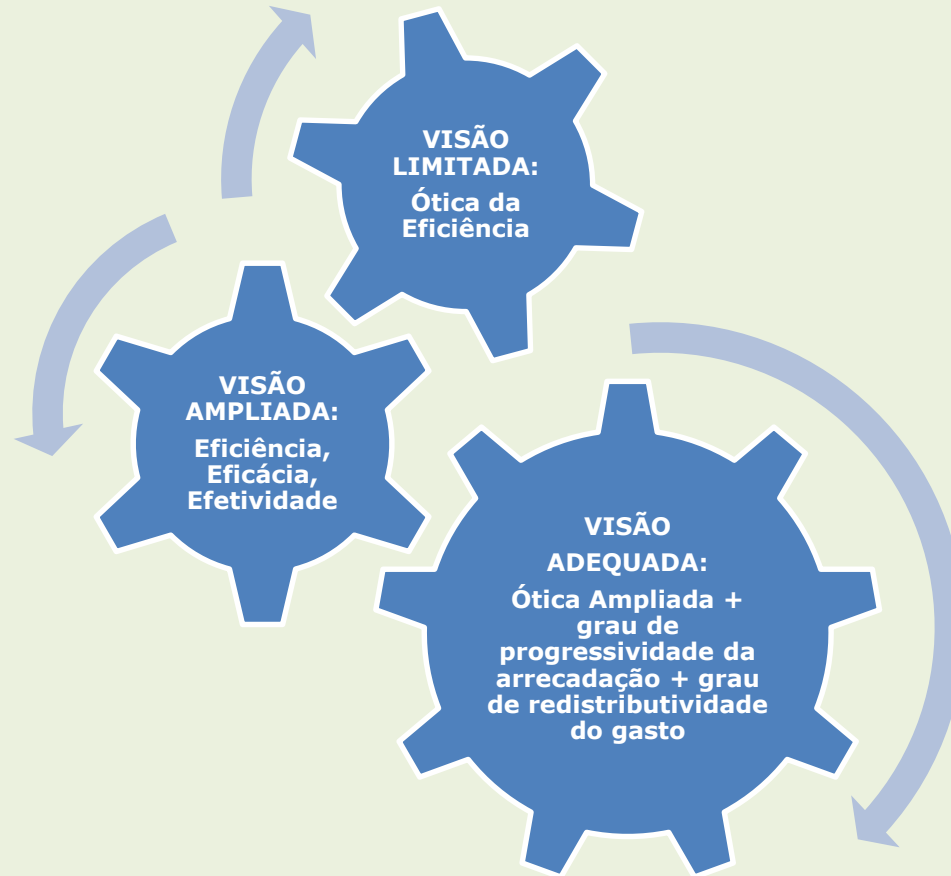 VISÃO
LIMITADA:
Ótica da
Eficiência
VISÃO
AMPLIADA:
Eficiência,
Eficácia,
Efetividade
VISÃO
ADEQUADA:
Ótica Ampliada +
grau de
progressividade da
arrecadação + grau
de redistributividade
do gasto